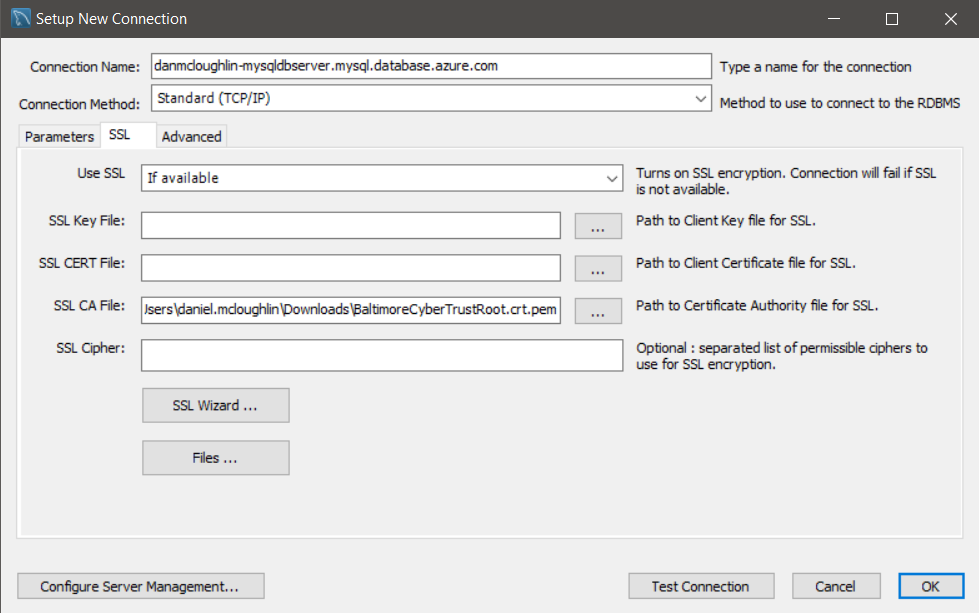 Setup New Connection
Connection Name: danmcloughlin-mysqldbserver.mysql.database.azure.com Type a name for the connection
Connection Method: Standard (TCP/IP) Method to use to connect to the RDBMS
Parameters SSL Advanced
Use SSL If available Turns on SSL encryption. Connection will fail if SSL
is not available.
SSL Key File: ... Path to Client Key file for SSL.
SSL CERT File: ... Path to Client Certificate file for SSL.
SSL CA File: Users\daniel.mcloughlin\Downloads\BaltimoreCyberTrustRoot.crt.pem ... Path to Certificate Authority file for SSL.
SSL Cipher: Optional : separated list of permissible ciphers to
use for SSL encryption.
SSL Wizard ...
Files ...
Configure Server Management... Test Connection Cancel OK